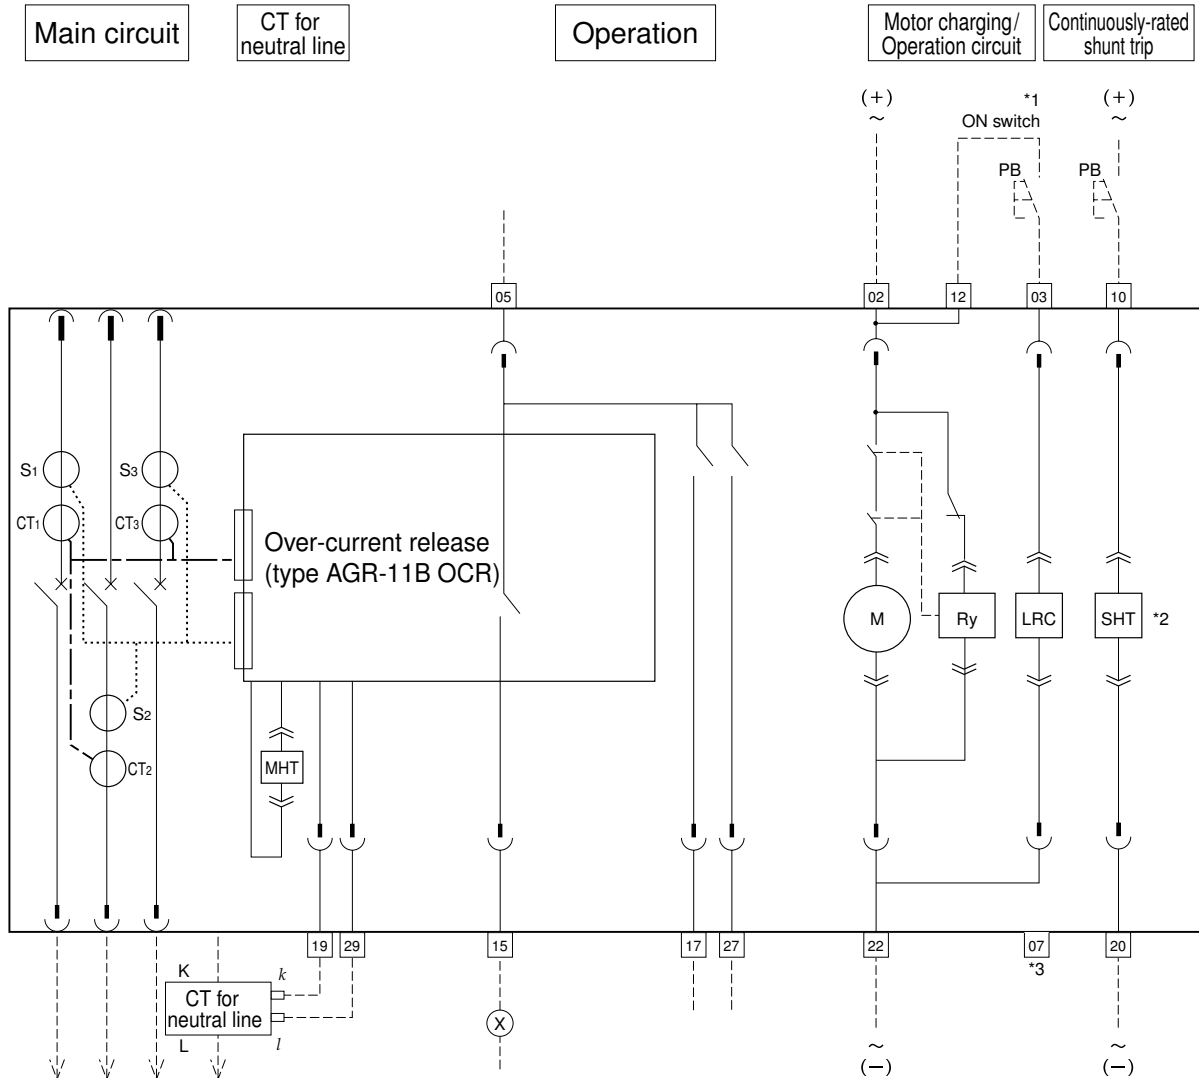 Main circuit
CT for
neutral line
Operation
Motor charging/
Operation circuit
Continuously-rated
shunt trip
(+)
~
*1
ON switch
(+)
~
PB
PB
05
02
12
03
10
S1
S3
CT1
CT3
Over-current release
(type AGR-11B OCR)
M
Ry
LRC
SHT
*2
S2
CT2
MHT
19
29
15
17
27
22
07
20
*3
K
k
CT for
neutral line
L
l
X
~
(−)
~
(−)